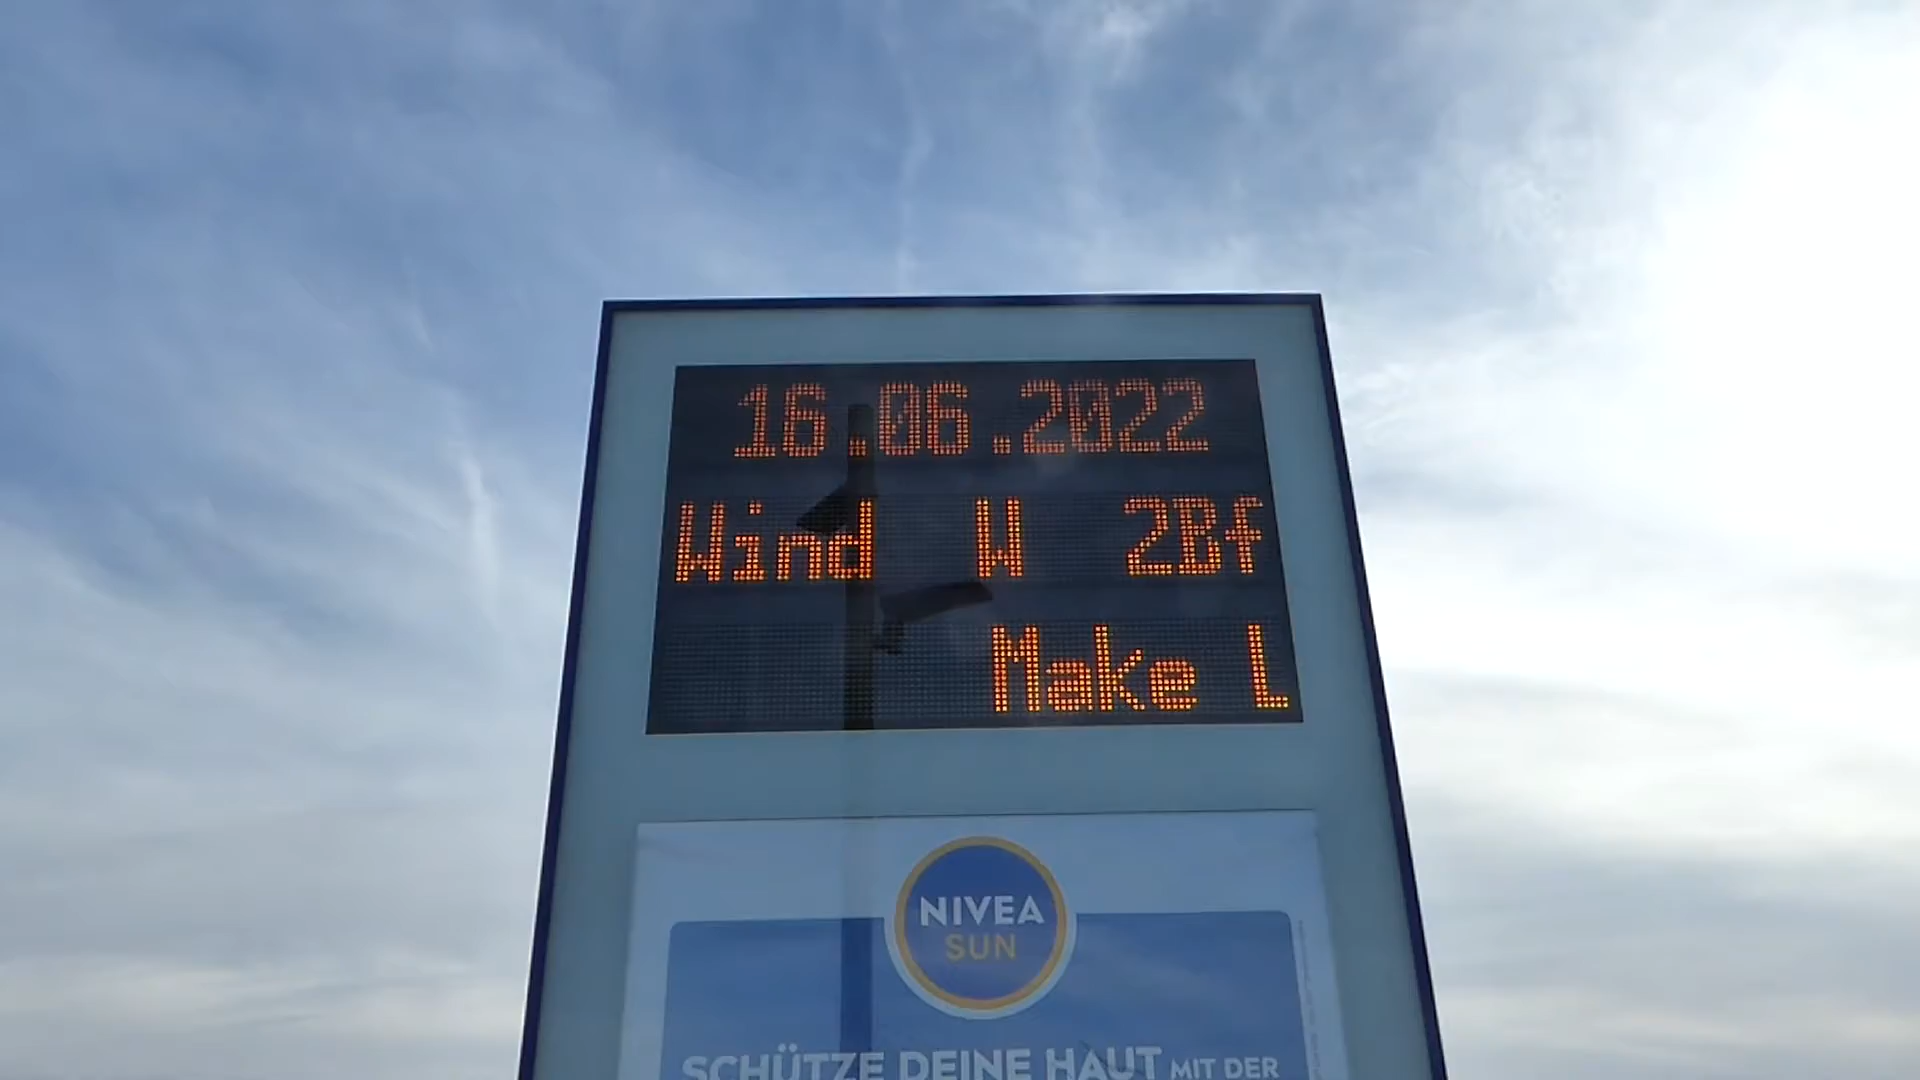 16.06.2022
Wind W 2Bf
Make L
NIVEA
SUN
SCHÜTZE DEINE HAUT MIT DER